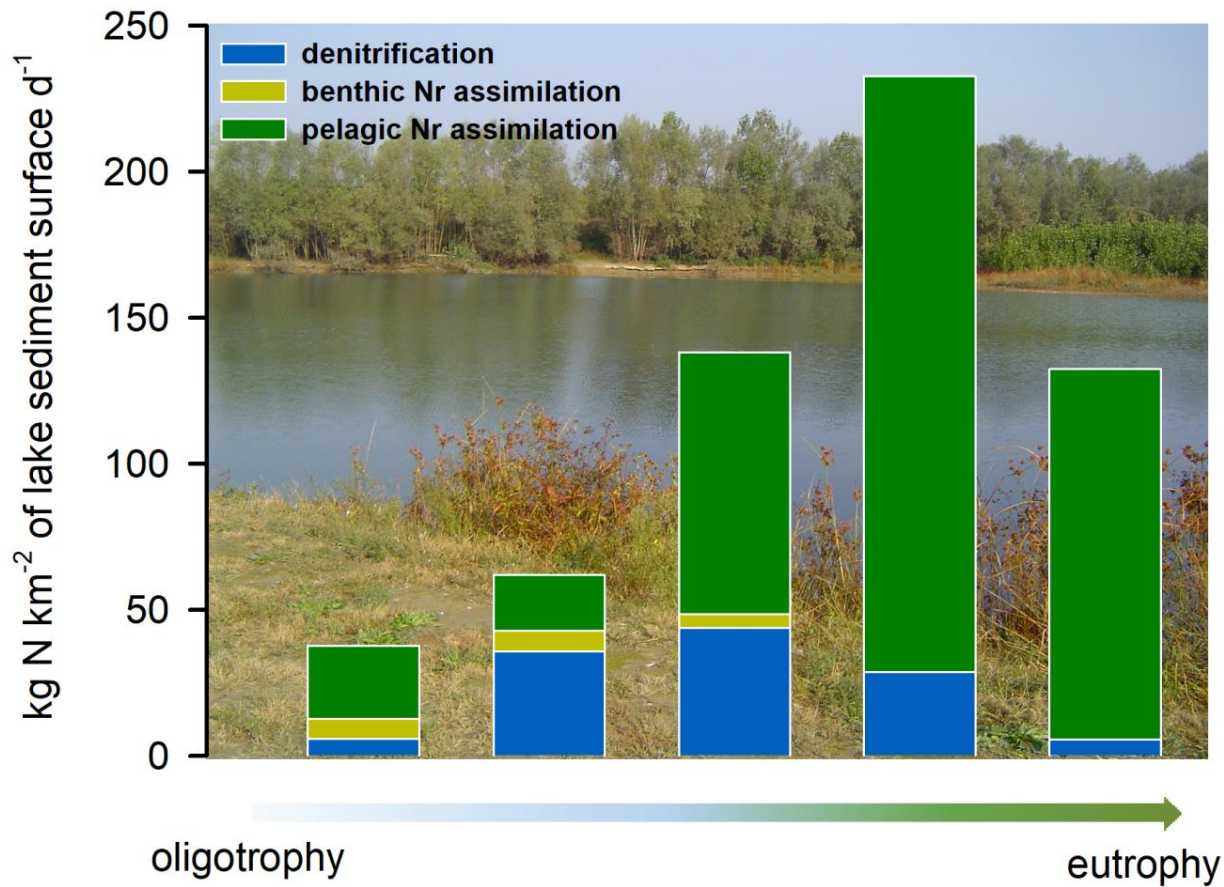 250
200
150
100
50
0
kg N km⁻² of lake sediment surface d⁻¹
denitrification
benthic Nr assimilation
pelagic Nr assimilation
oligotrophy
eutrophy